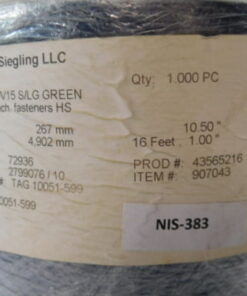 Siegling LLC
Qty: 1.000 PC
V15 S/LG GREEN
ch. fasteners HS
267 mm 10.50 "
4,902 mm 16 Feet , 1.00 "
72936 PROD #: 43565216
2799076 / 10 ITEM #: 907043
#: TAG 10051-599
0051-599
NIS-383